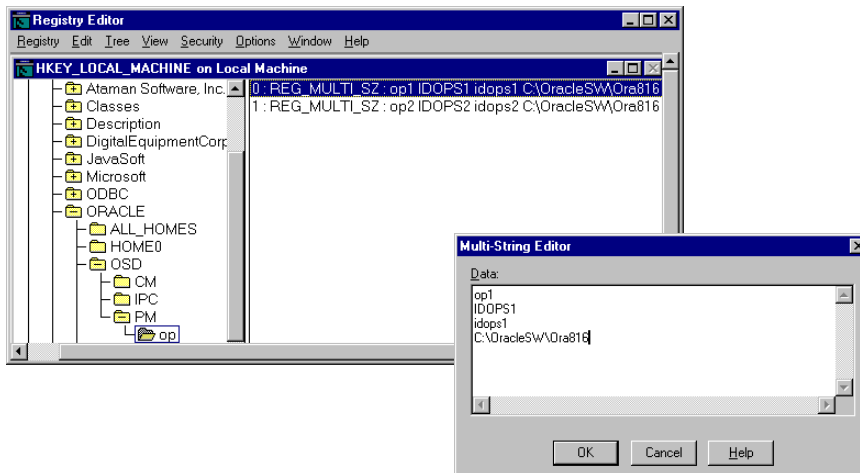 Registry Editor
Registry Edit Tree View Security Options Window Help
HKEY_LOCAL_MACHINE on Local Machine
Ataman Software, Inc.
Classes
Description
DigitalEquipmentCorp
JavaSoft
Microsoft
ODBC
ORACLE
ALL_HOMES
HOME0
OSD
CM
IPC
PM
op
0 : REG_MULTI_SZ : op1 IDOPS1 idops1 C:\OracleSW\Ora816
1 : REG_MULTI_SZ : op2 IDOPS2 idops2 C:\OracleSW\Ora816
Multi-String Editor
Data:
op1
IDOPS1
idops1
C:\OracleSW\Ora816
OK Cancel Help